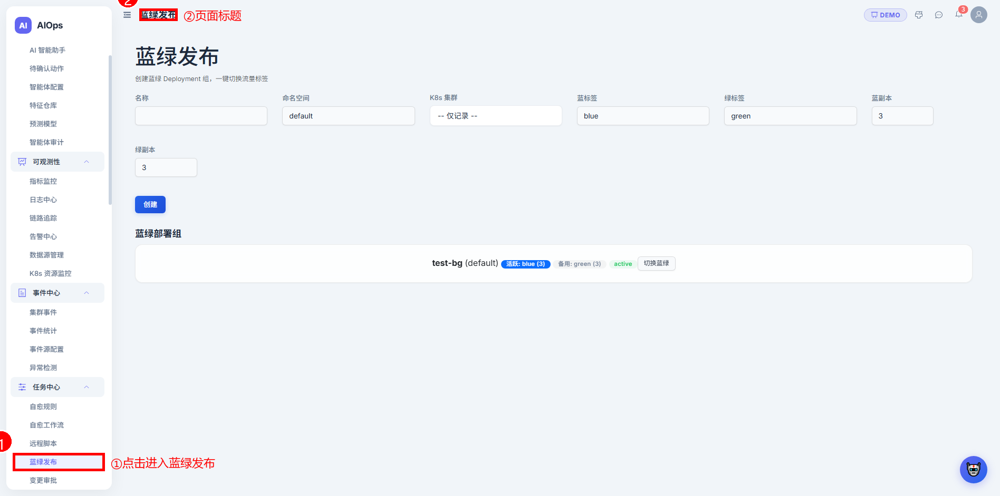 AI AIOps
AI 智能助手
待确认动作
智能体配置
特征仓库
预测模型
智能体审计
可观测性
指标监控
日志中心
链路追踪
告警中心
数据源管理
K8s 资源监控
事件中心
集群事件
事件统计
事件源配置
异常检测
任务中心
自愈规则
自愈工作流
远程脚本
1
蓝绿发布
①点击进入蓝绿发布
变更审批
2
蓝绿发布
②页面标题
DEMO
3
蓝绿发布
创建蓝绿 Deployment 组，一键切换流量标签
名称 命名空间 K8s 集群 蓝标签 绿标签 蓝副本
default -- 仅记录 -- blue green 3
绿副本
3
创建
蓝绿部署组
test-bg (default) 活跃: blue (3) 备用: green (3) active 切换蓝绿